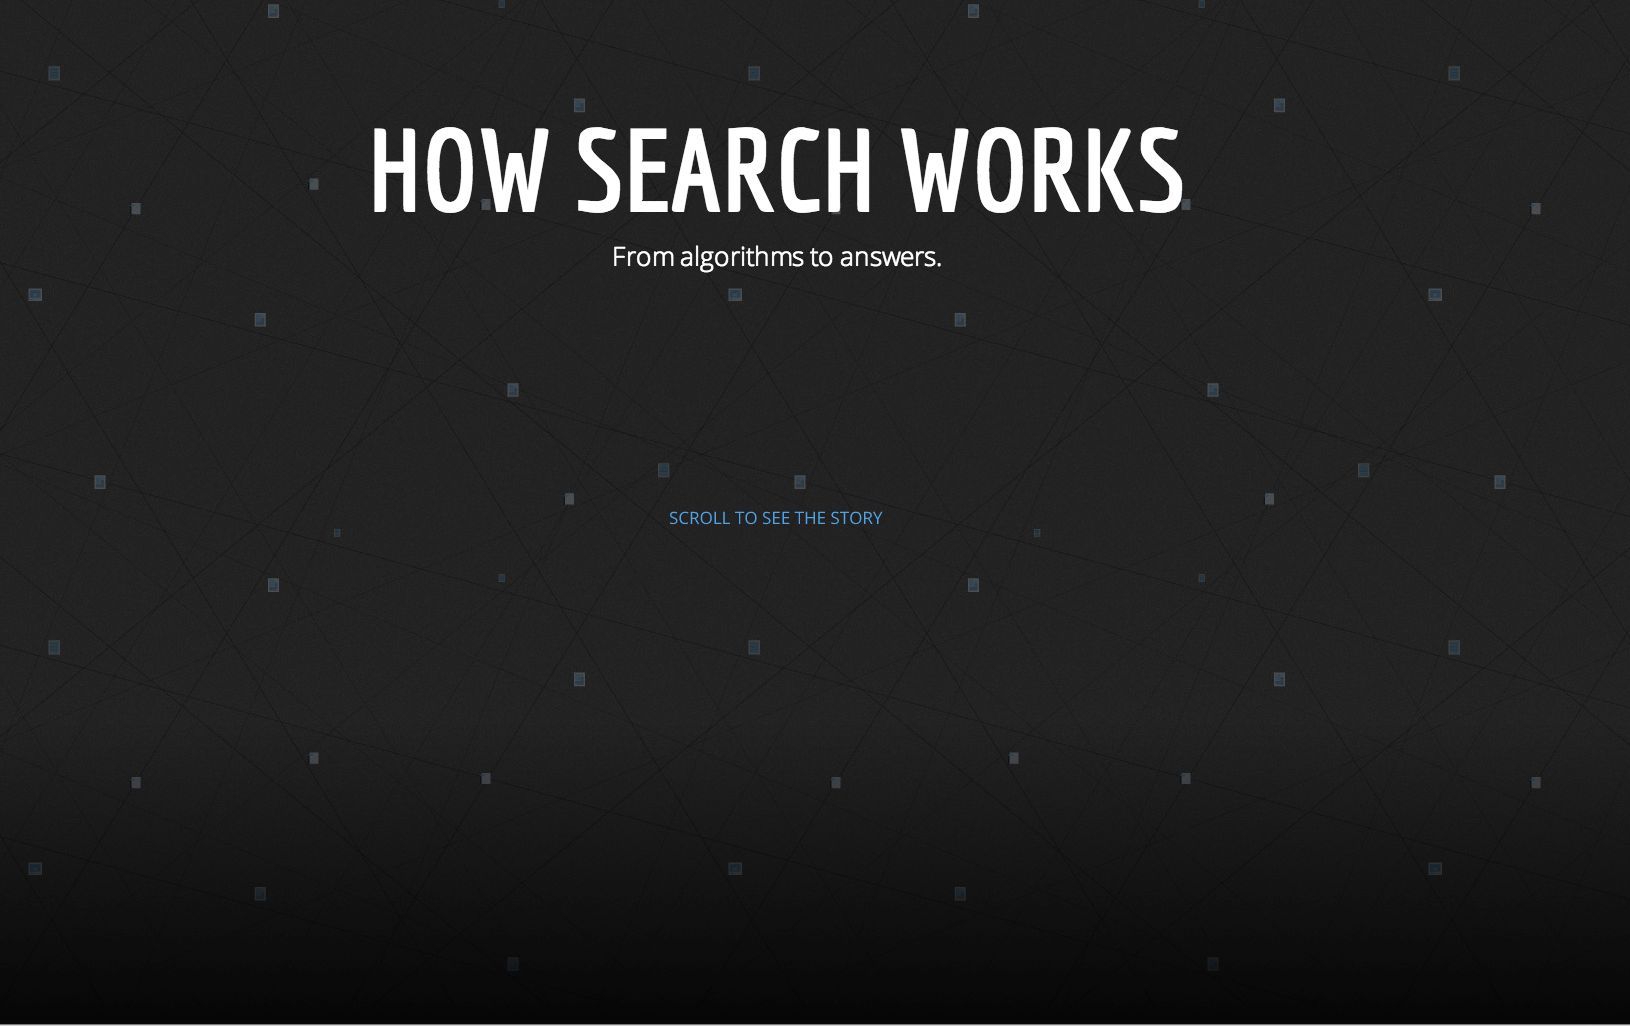 HOW SEARCH WORKS
From algorithms to answers.
SCROLL TO SEE THE STORY